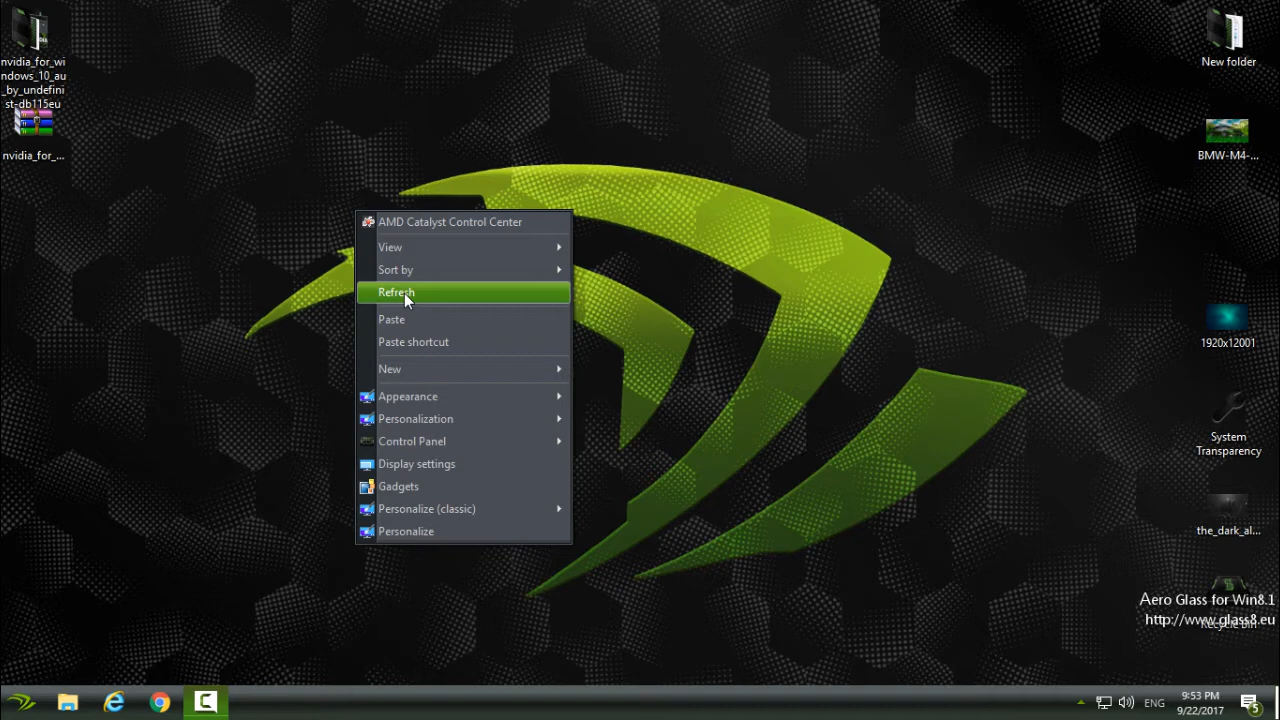 nvidia_for_wi
ndows_10_au
_by_undefini
st-db115eu
nvidia_for_...
AMD Catalyst Control Center
View
Sort by
Refresh
Paste
Paste shortcut
New
Appearance
Personalization
Control Panel
Display settings
Gadgets
Personalize (classic)
Personalize
New folder
BMW-M4-...
1920x12001
System
Transparency
the_dark_al...
Aero Glass for Win8.1
http://www.glass8.eu
Recycle Bin
ENG
9:53 PM
9/22/2017
5